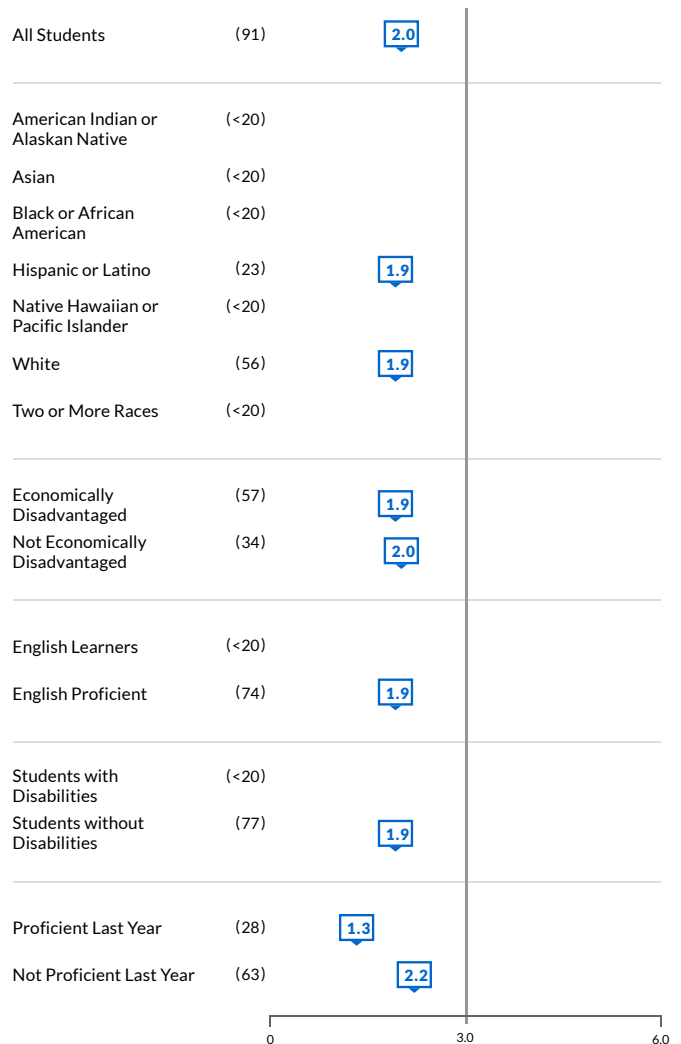 All Students (91) 2.0
American Indian or (<20)
Alaskan Native
Asian (<20)
Black or African (<20)
American
Hispanic or Latino (23) 1.9
Native Hawaiian or (<20)
Pacific Islander
White (56) 1.9
Two or More Races (<20)
Economically (57) 1.9
Disadvantaged
Not Economically (34) 2.0
Disadvantaged
English Learners (<20)
English Proficient (74) 1.9
Students with (<20)
Disabilities
Students without (77) 1.9
Disabilities
Proficient Last Year (28) 1.3
Not Proficient Last Year (63) 2.2
0 3.0 6.0